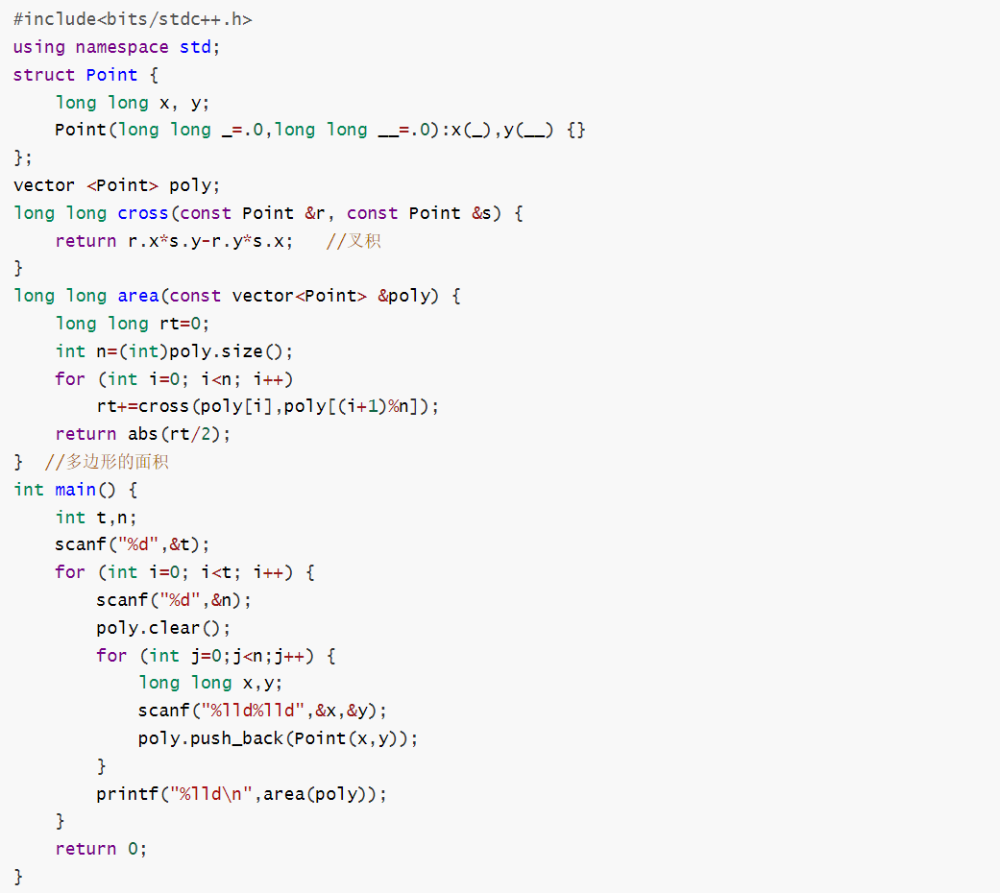 #include<bits/stdc++.h>
using namespace std;
struct Point {
    long long x, y;
    Point(long long _=.0,long long __=.0):x(_),y(__) {}
};
vector <Point> poly;
long long cross(const Point &r, const Point &s) {
    return r.x*s.y-r.y*s.x;   //叉积
}
long long area(const vector<Point> &poly) {
    long long rt=0;
    int n=(int)poly.size();
    for (int i=0; i<n; i++)
        rt+=cross(poly[i],poly[(i+1)%n]);
    return abs(rt/2);
}  //多边形的面积
int main() {
    int t,n;
    scanf("%d",&t);
    for (int i=0; i<t; i++) {
        scanf("%d",&n);
        poly.clear();
        for (int j=0;j<n;j++) {
            long long x,y;
            scanf("%lld%lld",&x,&y);
            poly.push_back(Point(x,y));
        }
        printf("%lld\n",area(poly));
    }
    return 0;
}